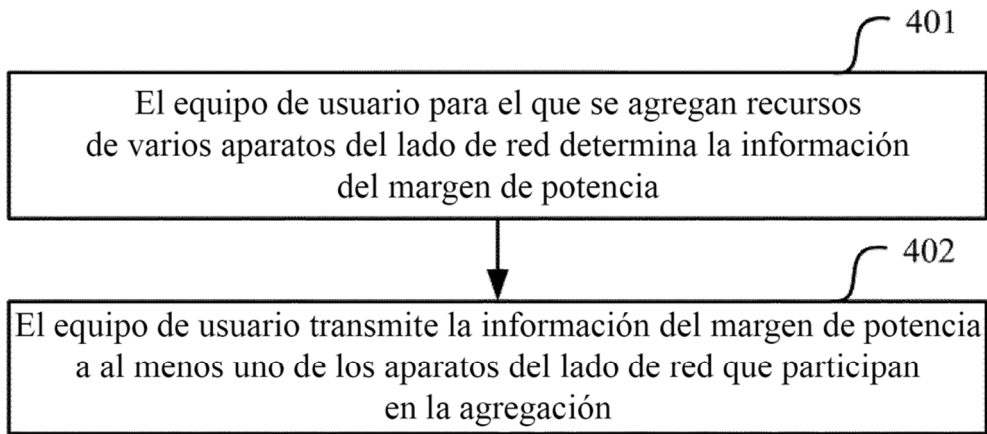 401
El equipo de usuario para el que se agregan recursos
de varios aparatos del lado de red determina la información
del margen de potencia
402
El equipo de usuario transmite la información del margen de potencia
a al menos uno de los aparatos del lado de red que participan
en la agregación